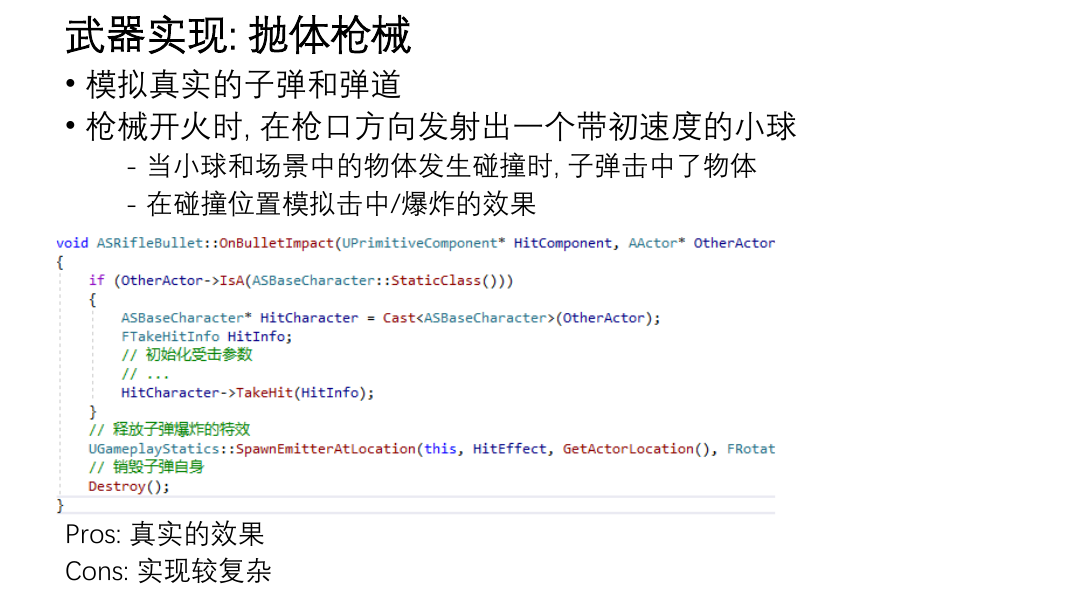 武器实现: 抛体枪械
• 模拟真实的子弹和弹道
• 枪械开火时, 在枪口方向发射出一个带初速度的小球
- 当小球和场景中的物体发生碰撞时, 子弹击中了物体
- 在碰撞位置模拟击中/爆炸的效果
void ASRifleBullet::OnBulletImpact(UPrimitiveComponent* HitComponent, AActor* OtherActor
{
if (OtherActor->IsA(ASBaseCharacter::StaticClass()))
{
ASBaseCharacter* HitCharacter = Cast<ASBaseCharacter>(OtherActor);
FTakeHitInfo HitInfo;
// 初始化受击参数
// ...
HitCharacter->TakeHit(HitInfo);
}
// 释放子弹爆炸的特效
UGameplayStatics::SpawnEmitterAtLocation(this, HitEffect, GetActorLocation(), FRotat
// 销毁子弹自身
Destroy();
}
Pros: 真实的效果
Cons: 实现较复杂